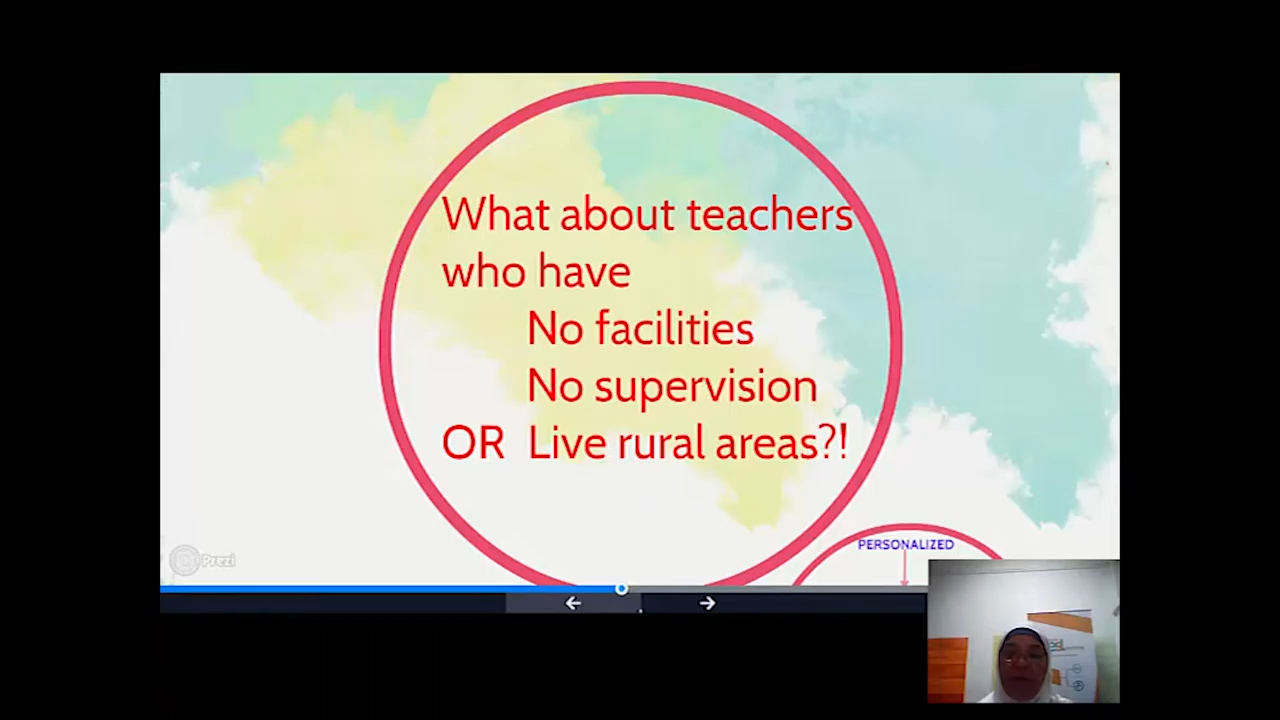 What about teachers
who have
No facilities
No supervision
OR Live rural areas?!
PERSONALIZED
Prezi